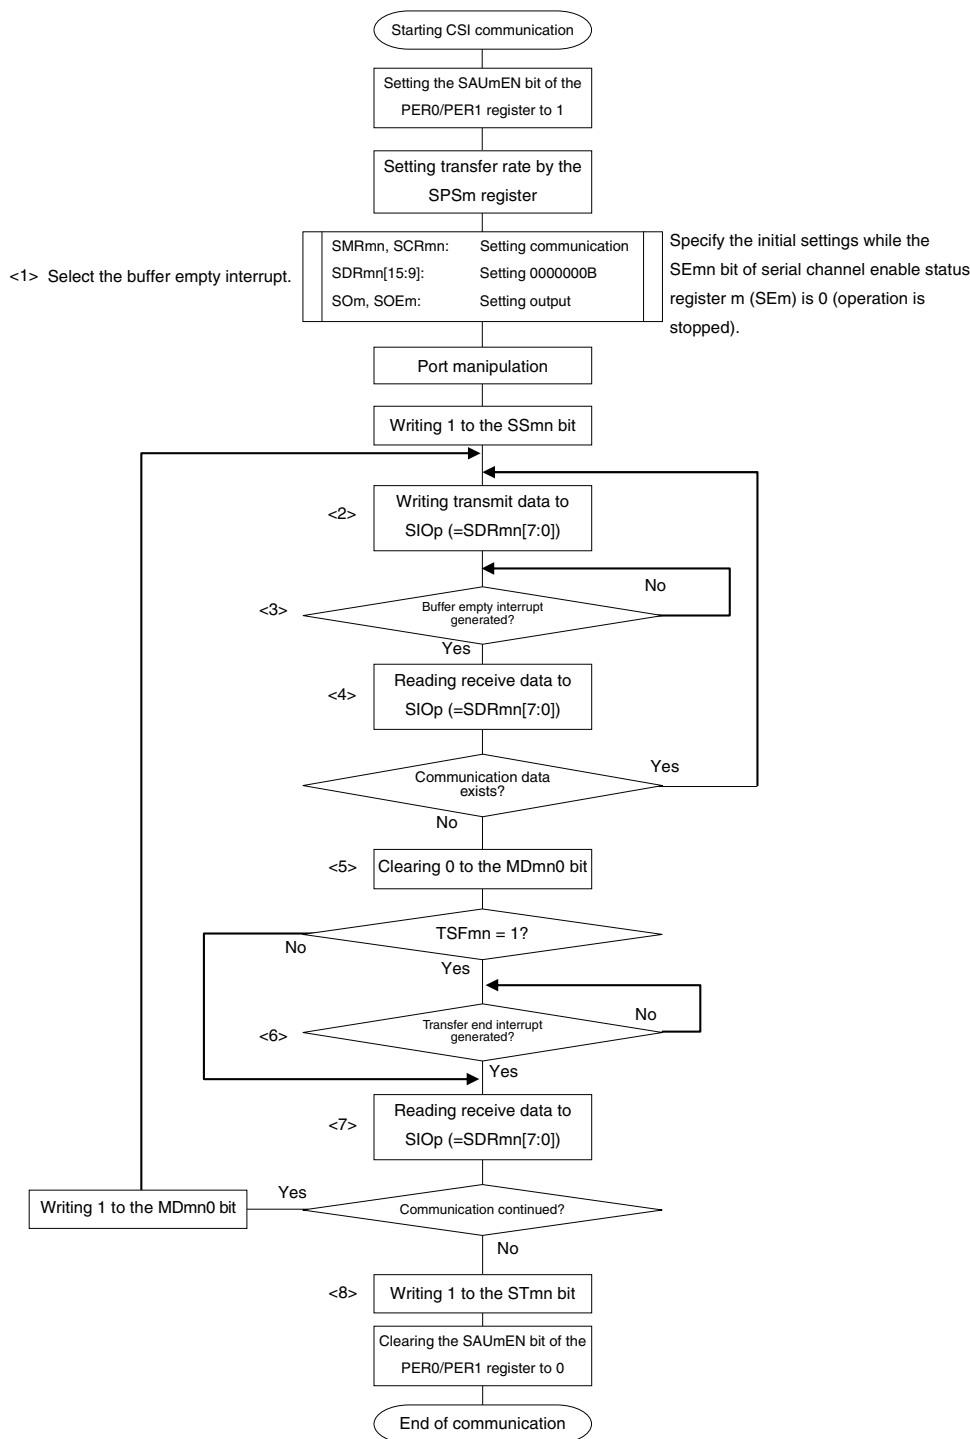 Starting CSI communication
Setting the SAUmEN bit of the
PER0/PER1 register to 1
Setting transfer rate by the
SPSm register
<1> Select the buffer empty interrupt.
SMRmn, SCRmn: Setting communication
SDRmn[15:9]: Setting 0000000B
SOm, SOEm: Setting output
Specify the initial settings while the
SEmn bit of serial channel enable status
register m (SEm) is 0 (operation is
stopped).
Port manipulation
Writing 1 to the SSmn bit
<2>
Writing transmit data to
SIOp (=SDRmn[7:0])
No
<3>
Buffer empty interrupt
generated?
Yes
<4>
Reading receive data to
SIOp (=SDRmn[7:0])
Communication data
exists?
Yes
No
<5>
Clearing 0 to the MDmn0 bit
TSFmn = 1?
No
Yes
<6>
Transfer end interrupt
generated?
No
Yes
<7>
Reading receive data to
SIOp (=SDRmn[7:0])
Writing 1 to the MDmn0 bit
Yes
Communication continued?
No
<8>
Writing 1 to the STmn bit
Clearing the SAUmEN bit of the
PER0/PER1 register to 0
End of communication